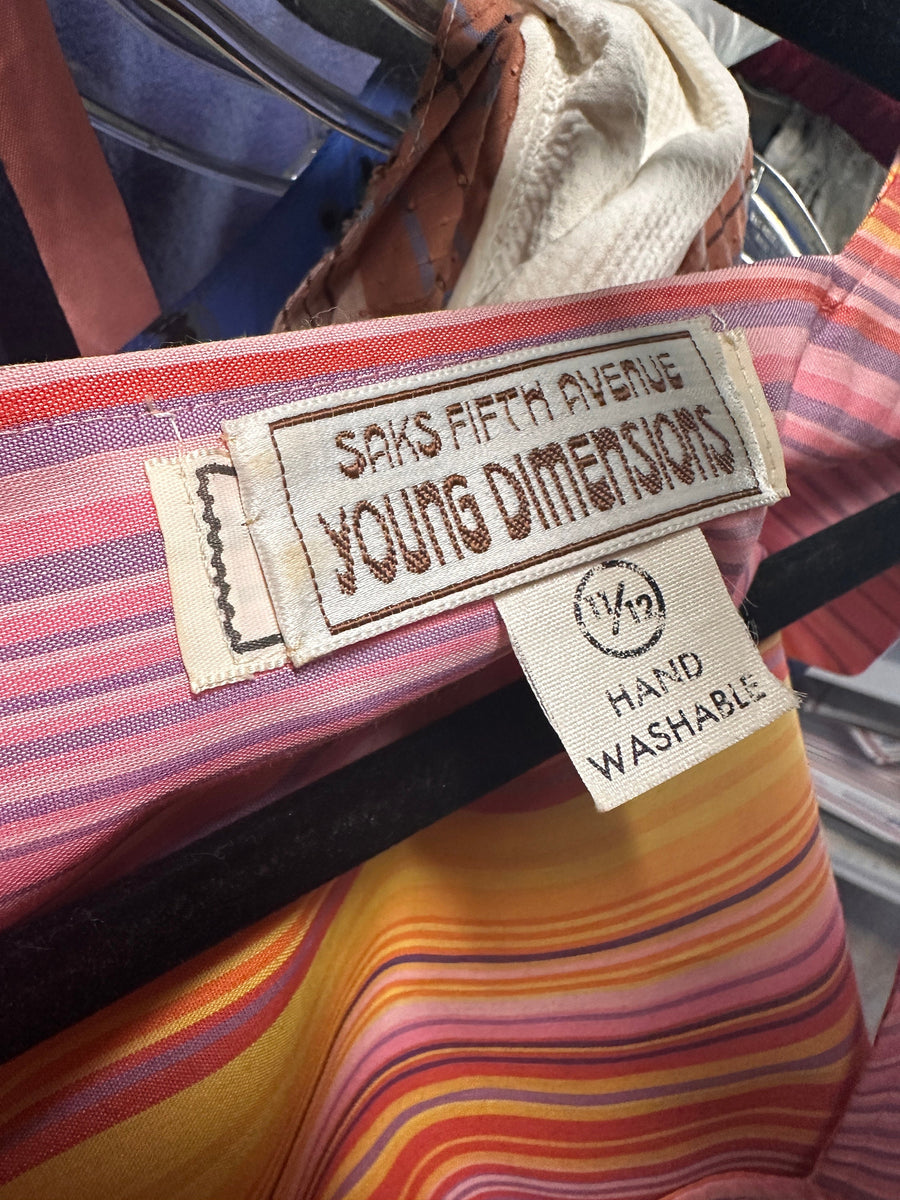 SAKS FIFTH AVENUE
YOUNG DIMENSIONS
11/12
HAND
WASHABLE